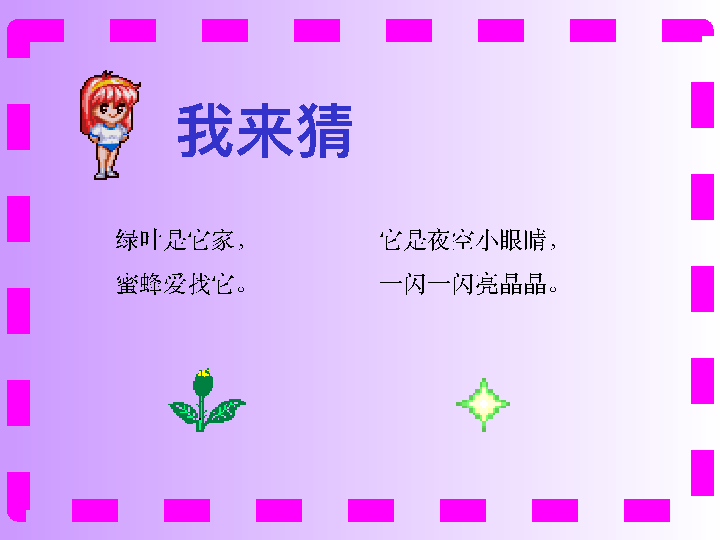 我来猜
绿叶是它家，
蜜蜂爱找它。
它是夜空小眼睛，
一闪一闪亮晶晶。